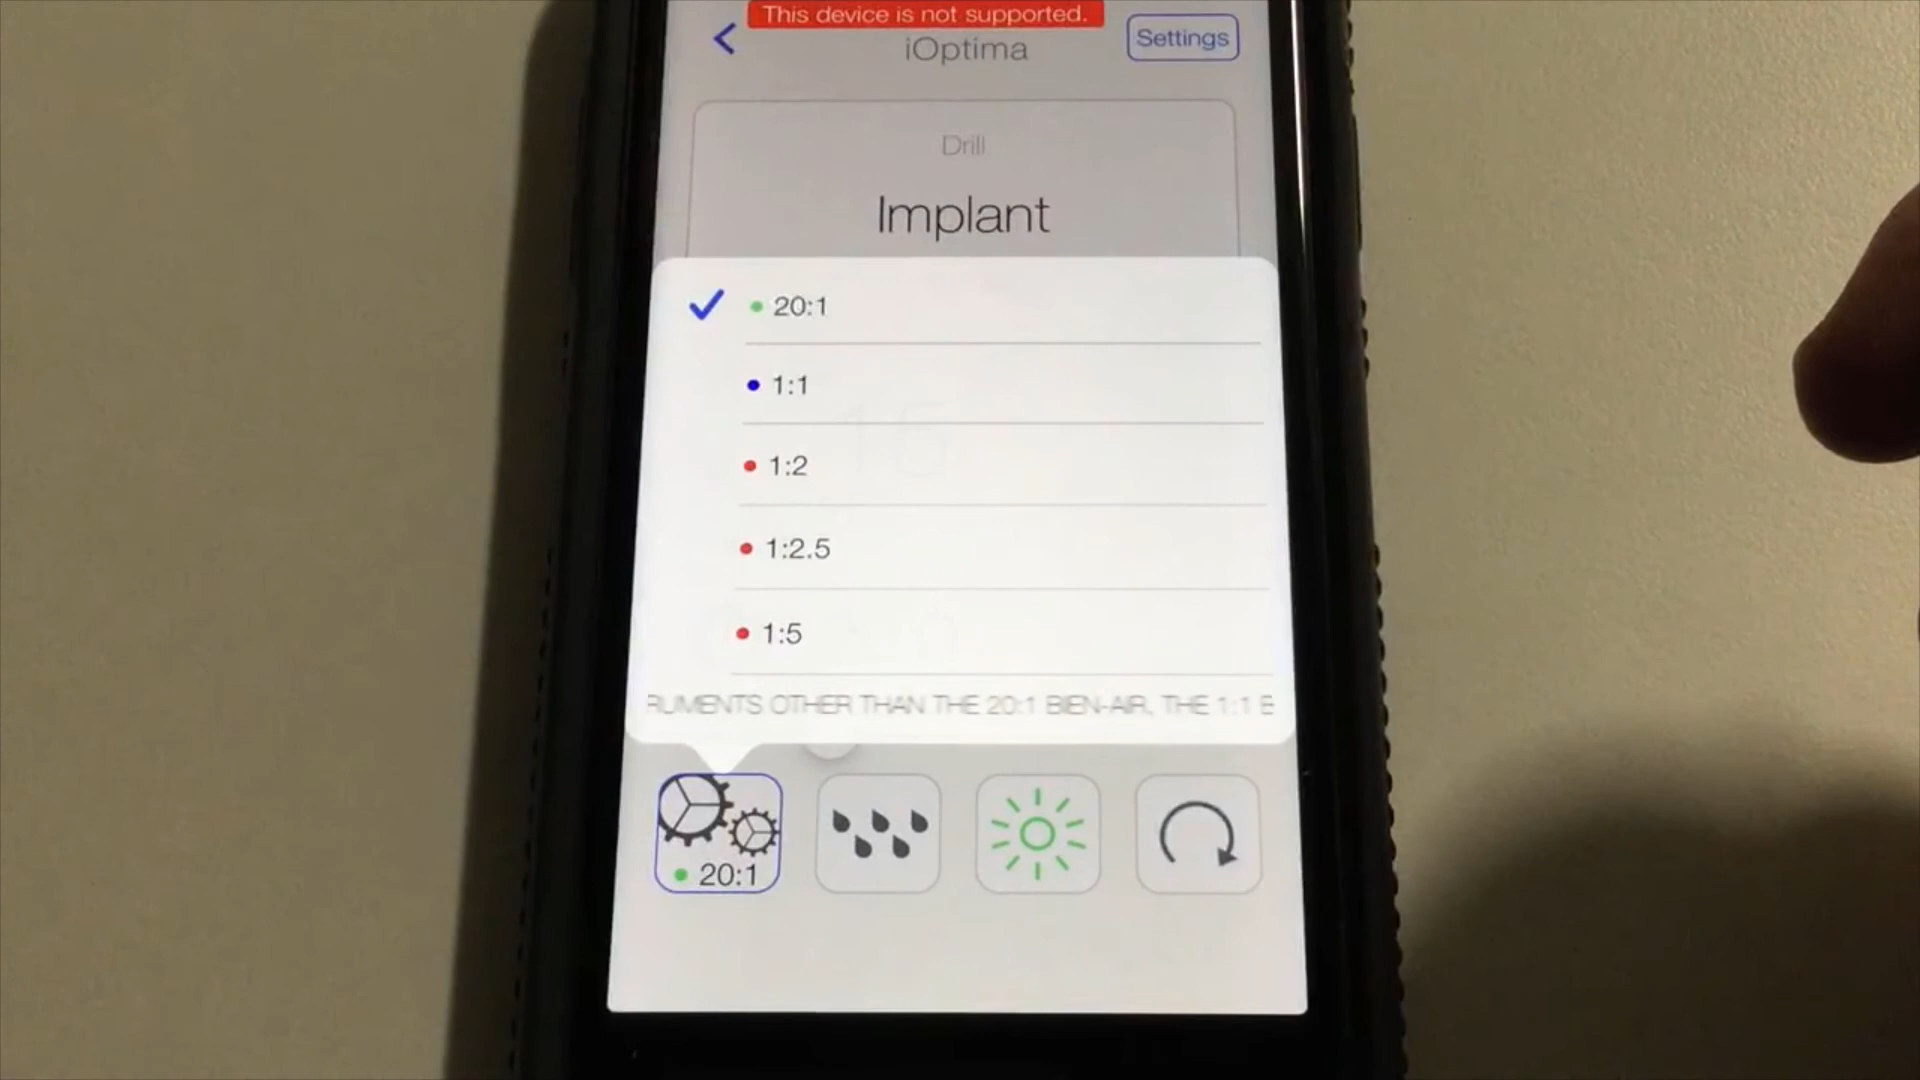 This device is not supported.
iOptima
Settings
Drill
Implant
20:1
1:1
1:2
1:2.5
1:5
RUMENTS OTHER THAN THE 20:1 BIEN-AIR, THE 1:1 B
20:1